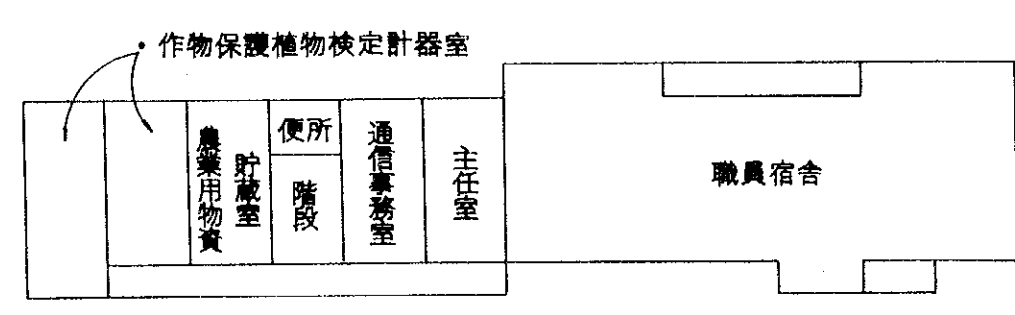 ・作物保護植物検定計器室
農業用物資
貯蔵室
便所
階段
通信事務室
主任室
職員宿舎